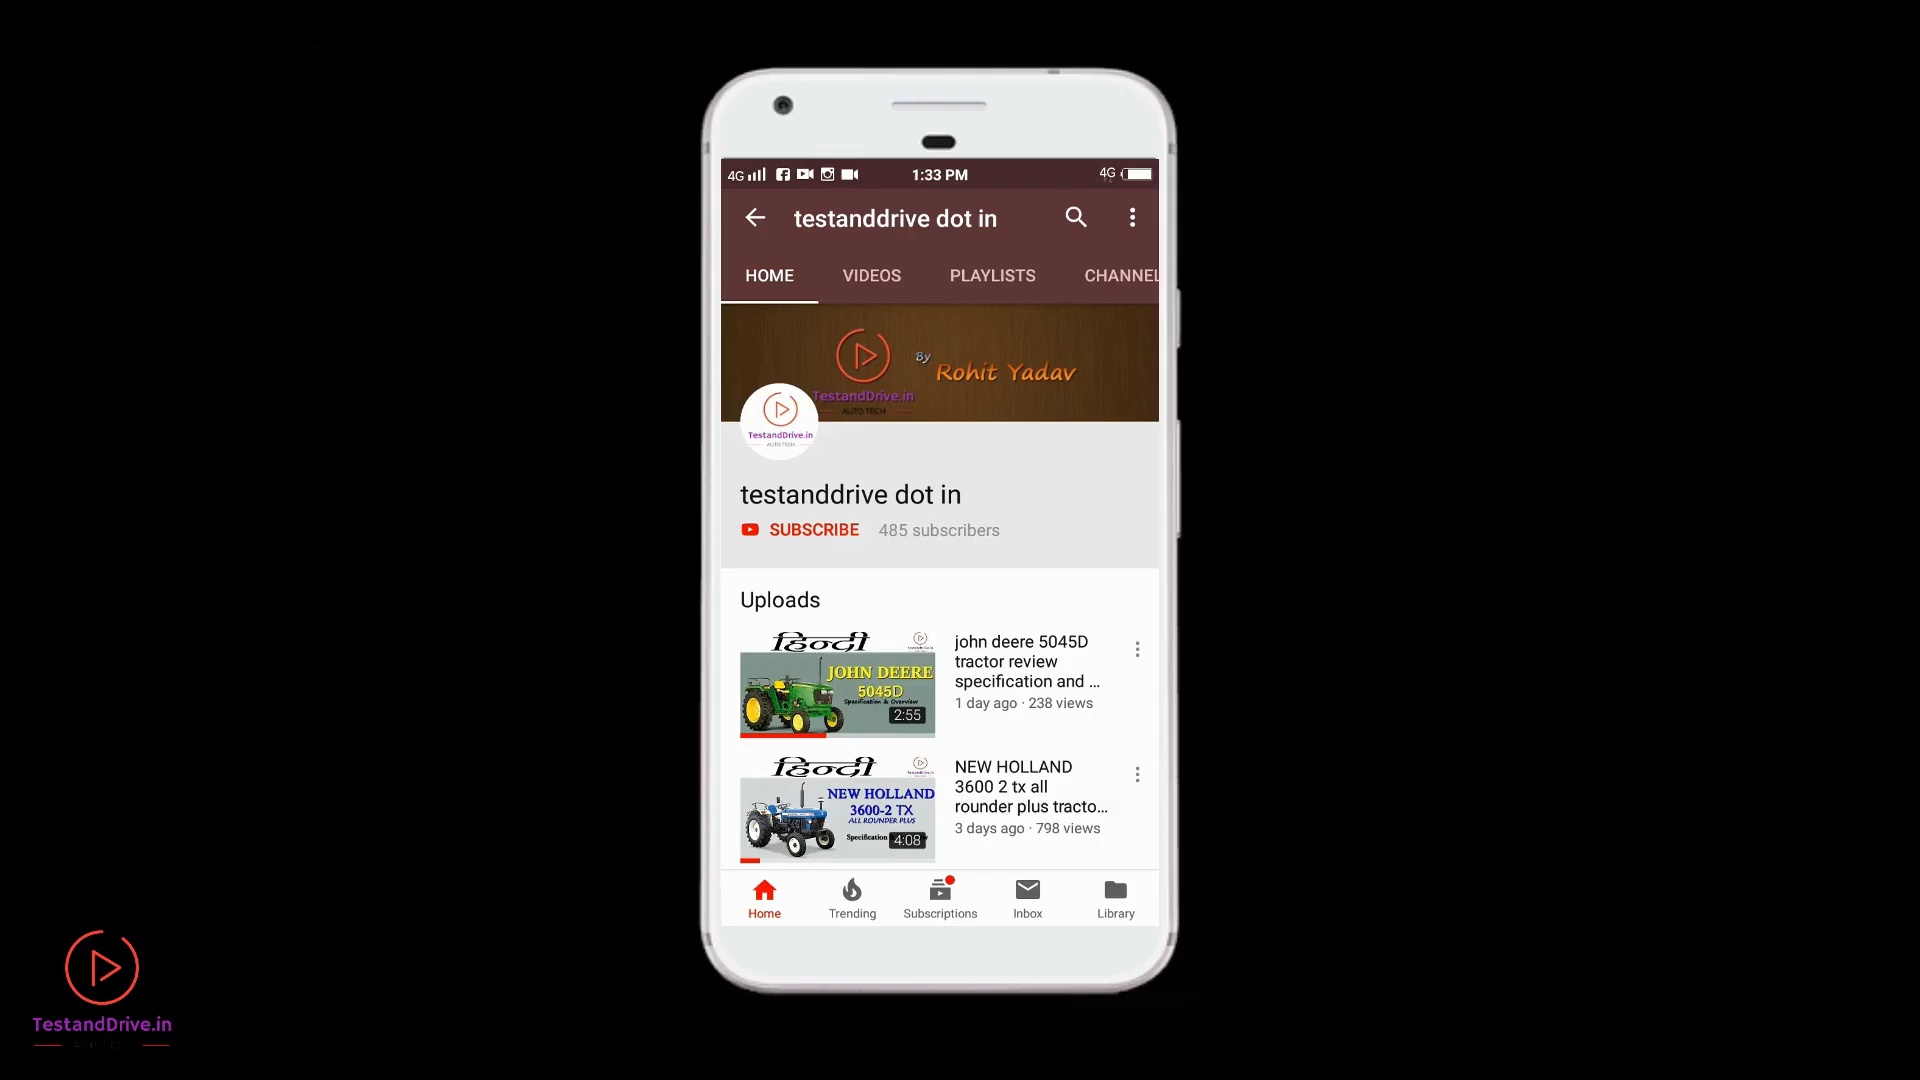 4G 1:33 PM 4G
testanddrive dot in
HOME VIDEOS PLAYLISTS CHANNEL
By Rohit Yadav
TestandDrive.in
AUTO TECH
TestandDrive.in
AUTO TECH
testanddrive dot in
SUBSCRIBE 485 subscribers
Uploads
हिन्दी
JOHN DEERE
5045D
Specification & Overview
2:55
john deere 5045D
tractor review
specification and ...
1 day ago · 238 views
हिन्दी
NEW HOLLAND
3600-2 TX
ALL ROUNDER PLUS
Specification
4:08
NEW HOLLAND
3600 2 tx all
rounder plus tracto...
3 days ago · 798 views
Home Trending Subscriptions Inbox Library
TestandDrive.in